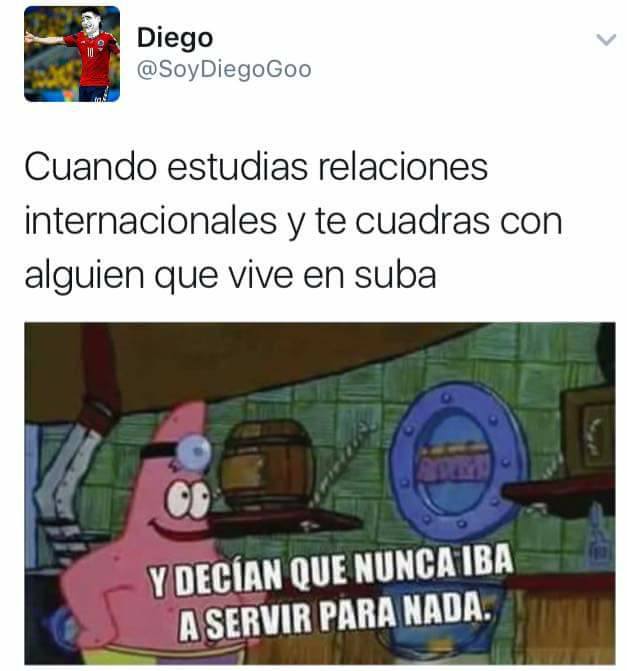 Diego
@SoyDiegoGoo
Cuando estudias relaciones
internacionales y te cuadras con
alguien que vive en suba
Y DECÍAN QUE NUNCA IBA
A SERVIR PARA NADA.